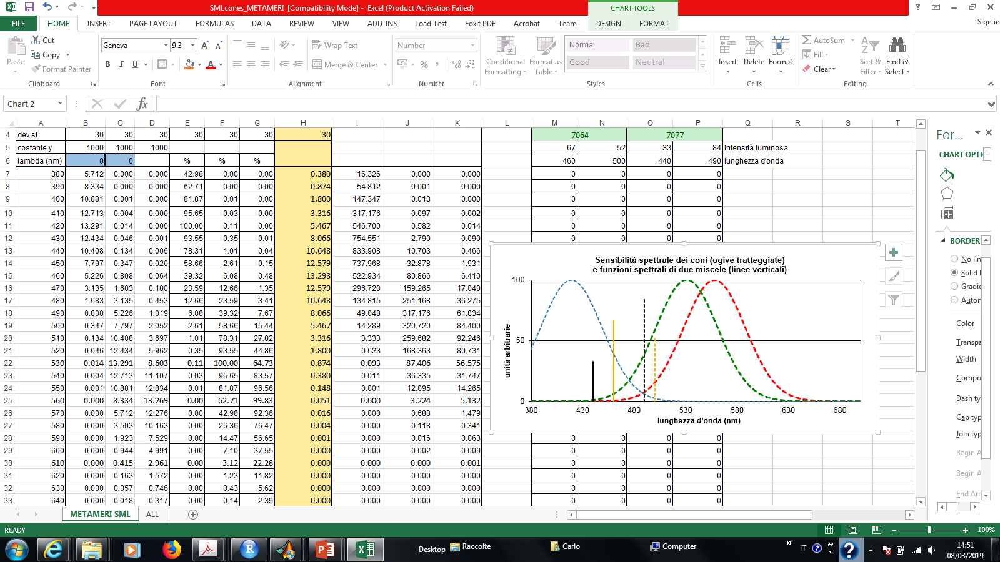 SMLcones_METAMERI [Compatibility Mode] - Excel (Product Activation Failed)
CHART TOOLS
Sign in
FILE HOME INSERT PAGE LAYOUT FORMULAS DATA REVIEW VIEW ADD-INS Load Test Foxit PDF Acrobat Team DESIGN FORMAT
Paste Cut Copy Format Painter
Geneva 9.3
B I U
Wrap Text
Merge & Center
Number
Conditional Formatting Format as Table
Normal Bad
Good Neutral
Insert Delete Format
AutoSum Fill Clear
Sort & Filter Find & Select
Clipboard Font Alignment Number Styles Cells Editing
Chart 2 fx
A B C D E F G H I J K L M N O P Q R S T
4 dev st 30 30 30 30 30 30 30 7064 7077
5 costante y 1000 1000 1000 67 52 33 84 Intensità luminosa
6 lambda (nm) 0 0 % % % 460 500 440 490 lunghezza d'onda
7 380 5.712 0.000 0.000 42.98 0.00 0.00 0.380 16.326 0.000 0.000 0 0 0 0
8 390 8.334 0.000 0.000 62.71 0.00 0.00 0.874 54.812 0.001 0.000 0 0 0 0
9 400 10.881 0.001 0.000 81.87 0.01 0.00 1.800 147.347 0.013 0.000 0 0 0 0
10 410 12.713 0.004 0.000 95.65 0.03 0.00 3.316 317.176 0.097 0.002 0 0 0 0
11 420 13.291 0.014 0.000 100.00 0.11 0.00 5.467 546.700 0.582 0.014 0 0 0 0
12 430 12.434 0.046 0.001 93.55 0.35 0.01 8.066 754.551 2.790 0.090 0 0 0 0
13 440 10.408 0.134 0.006 78.31 1.01 0.04 10.648 833.908 10.703 0.466
14 450 7.797 0.347 0.020 58.66 2.61 0.15 12.579 737.968 32.878 1.931
15 460 5.226 0.808 0.064 39.32 6.08 0.48 13.298 522.934 80.866 6.410
16 470 3.135 1.683 0.180 23.59 12.66 1.35 12.579 296.720 159.265 17.040
17 480 1.683 3.135 0.453 12.66 23.59 3.41 10.648 134.815 251.168 36.275
18 490 0.808 5.226 1.019 6.08 39.32 7.67 8.066 49.048 317.176 61.834
19 500 0.347 7.797 2.052 2.61 58.66 15.44 5.467 14.289 320.720 84.400
20 510 0.134 10.408 3.697 1.01 78.31 27.82 3.316 3.333 259.682 92.246
21 520 0.046 12.434 5.962 0.35 93.55 44.86 1.800 0.623 168.363 80.731
22 530 0.014 13.291 8.603 0.11 100.00 64.73 0.874 0.093 87.406 56.575
23 540 0.004 12.713 11.107 0.03 95.65 83.57 0.380 0.011 36.335 31.747
24 550 0.001 10.881 12.834 0.01 81.87 96.56 0.148 0.001 12.095 14.265
25 560 0.000 8.334 13.269 0.00 62.71 99.83 0.051 0.000 3.224 5.132
26 570 0.000 5.712 12.276 0.00 42.98 92.36 0.016 0.000 0.688 1.479
27 580 0.000 3.503 10.163 0.00 26.36 76.47 0.004 0.000 0.118 0.341
28 590 0.000 1.923 7.529 0.00 14.47 56.65 0.001 0.000 0.016 0.063 0 0 0 0
29 600 0.000 0.944 4.991 0.00 7.10 37.55 0.000 0.000 0.002 0.009 0 0 0 0
30 610 0.000 0.415 2.961 0.00 3.12 22.28 0.000 0.000 0.000 0.001 0 0 0 0
31 620 0.000 0.163 1.572 0.00 1.23 11.82 0.000 0.000 0.000 0.000 0 0 0 0
32 630 0.000 0.057 0.746 0.00 0.43 5.62 0.000 0.000 0.000 0.000 0 0 0 0
33 640 0.000 0.018 0.317 0.00 0.14 2.39 0.000 0.000 0.000 0.000 0 0 0 0
Sensibilità spettrale dei coni (ogive tratteggiate)
e funzioni spettrali di due miscele (linee verticali)
100
50
0
unità arbitrarie
380 430 480 530 580 630 680
lunghezza d'onda (nm)
For...
CHART OPTI
BORDER
No lin
Solid l
Gradie
Autor
Color
Transpa
Width
Compo
Dash ty
Cap typ
Join typ
Begin A
Begin A
End Arr
METAMERI SML ALL
READY 100%
Desktop Raccolte Carlo Computer
IT
14:51
08/03/2019